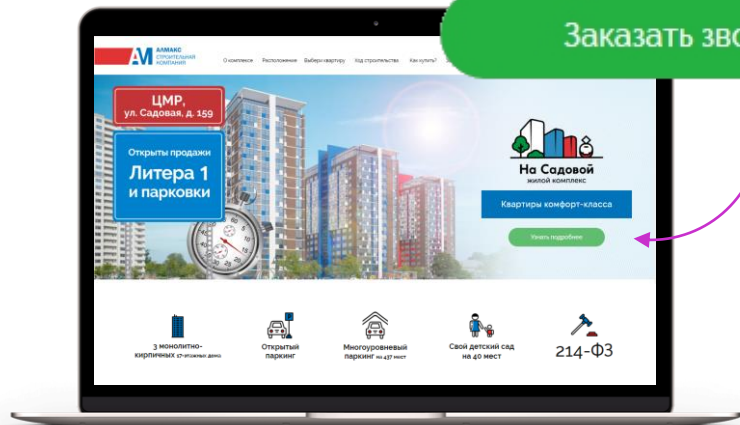 Заказать зво
АЛМАКС
СТРОИТЕЛЬНАЯ
КОМПАНИЯ
О комплексе Расположение Выбери квартиру Ход строительства Как купить?
ЦМР,
ул. Садовая, д. 159
Открыты продажи
Литера 1
и парковки
На Садовой
жилой комплекс
Квартиры комфорт-класса
Узнать подробнее
3 монолитно-
кирпичных 17-этажных дома
Открытый
паркинг
Многоуровневый
паркинг на 437 мест
Свой детский сад
на 40 мест
214-ФЗ